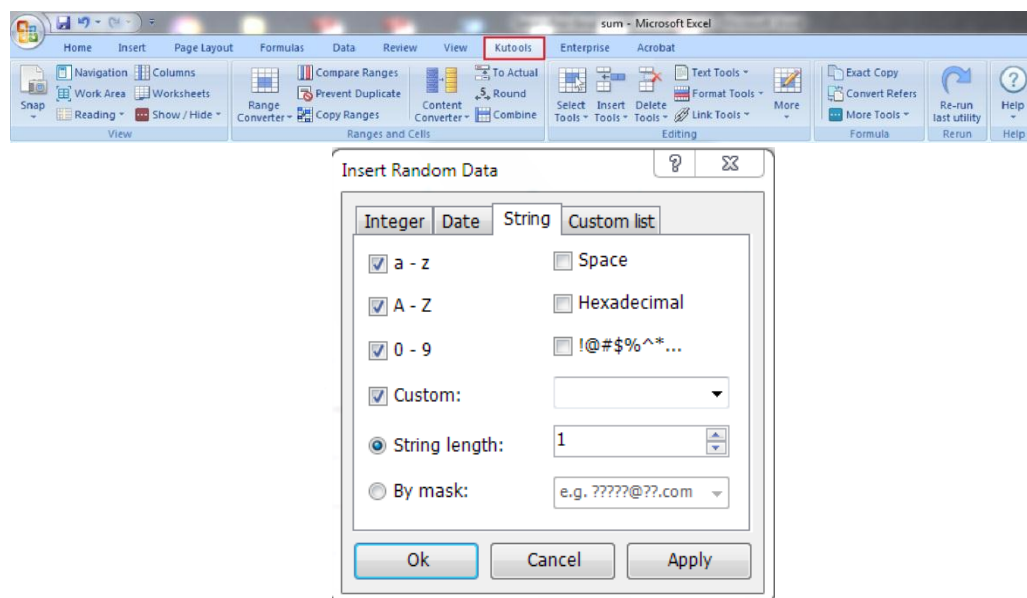 sum - Microsoft Excel
Home Insert Page Layout Formulas Data Review View Kutools Enterprise Acrobat
Navigation Columns Compare Ranges To Actual Text Tools Exact Copy
Work Area Worksheets Prevent Duplicate Round Format Tools Convert Refers
Snap Reading Show / Hide Range Converter Copy Ranges Content Converter Combine Select Tools Insert Tools Delete Tools Link Tools More More Tools Re-run last utility Help
View Ranges and Cells Editing Formula Rerun Help
Insert Random Data
Integer Date String Custom list
a - z Space
A - Z Hexadecimal
0 - 9 !@#$%^*...
Custom:
String length: 1
By mask: e.g. ?????@??.com
Ok Cancel Apply